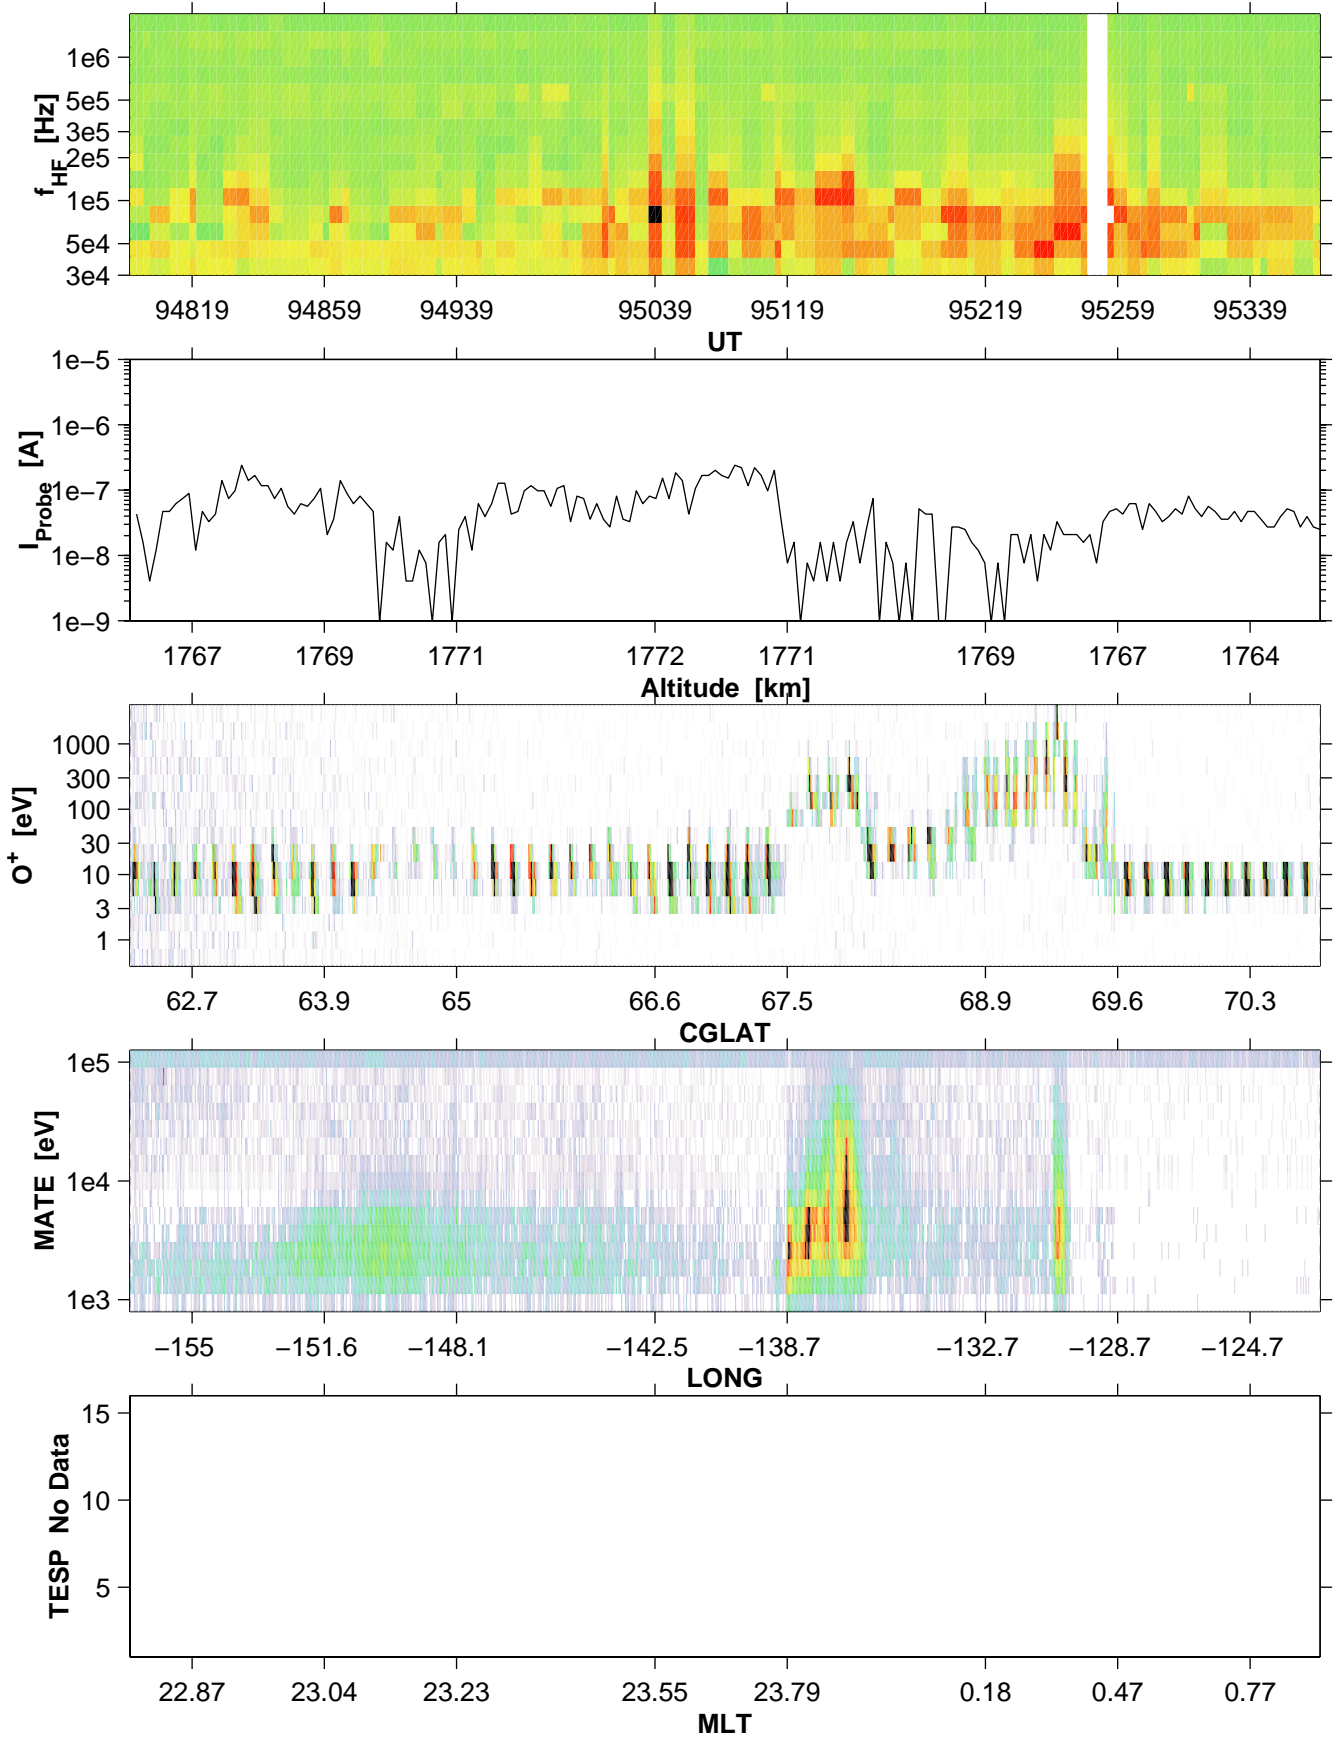 f_HF [Hz]
1e6
5e5
3e5
2e5
1e5
5e4
3e4
94819 94859 94939 95039 95119 95219 95259 95339
UT
I_Probe [A]
1e−5
1e−6
1e−7
1e−8
1e−9
1767 1769 1771 1772 1771 1769 1767 1764
Altitude [km]
O⁺ [eV]
1000
300
100
30
10
3
1
62.7 63.9 65 66.6 67.5 68.9 69.6 70.3
CGLAT
MATE [eV]
1e5
1e4
1e3
−155 −151.6 −148.1 −142.5 −138.7 −132.7 −128.7 −124.7
LONG
TESP No Data
15
10
5
22.87 23.04 23.23 23.55 23.79 0.18 0.47 0.77
MLT